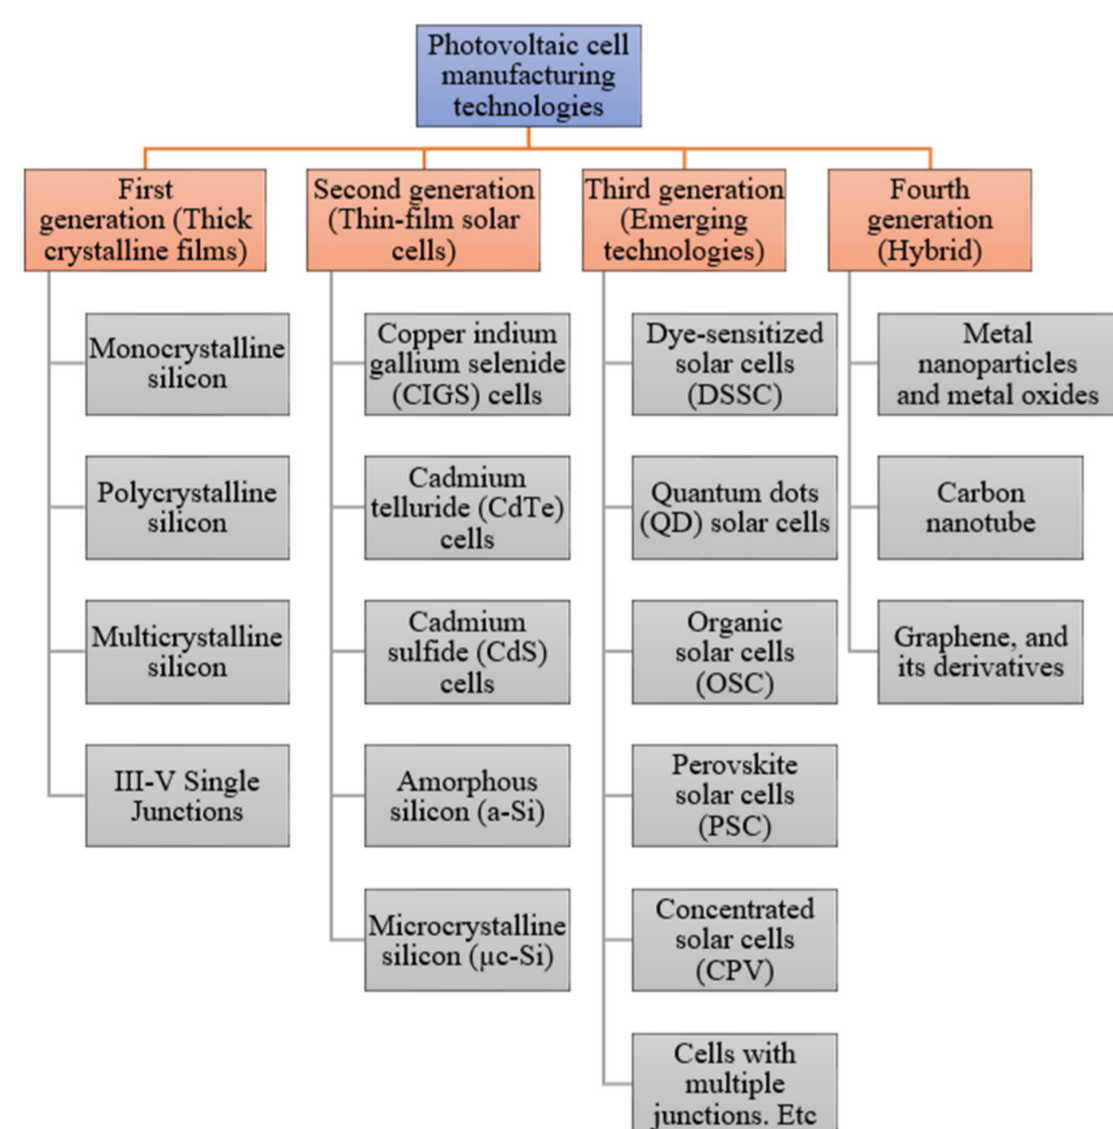 Photovoltaic cell
manufacturing
technologies
First
generation (Thick
crystalline films)
Monocrystalline
silicon
Polycrystalline
silicon
Multicrystalline
silicon
III-V Single
Junctions
Second generation
(Thin-film solar
cells)
Copper indium
gallium selenide
(CIGS) cells
Cadmium
telluride (CdTe)
cells
Cadmium
sulfide (CdS)
cells
Amorphous
silicon (a-Si)
Microcrystalline
silicon (µc-Si)
Third generation
(Emerging
technologies)
Dye-sensitized
solar cells
(DSSC)
Quantum dots
(QD) solar cells
Organic
solar cells
(OSC)
Perovskite
solar cells
(PSC)
Concentrated
solar cells
(CPV)
Cells with
multiple
junctions. Etc
Fourth
generation
(Hybrid)
Metal
nanoparticles
and metal oxides
Carbon
nanotube
Graphene, and
its derivatives